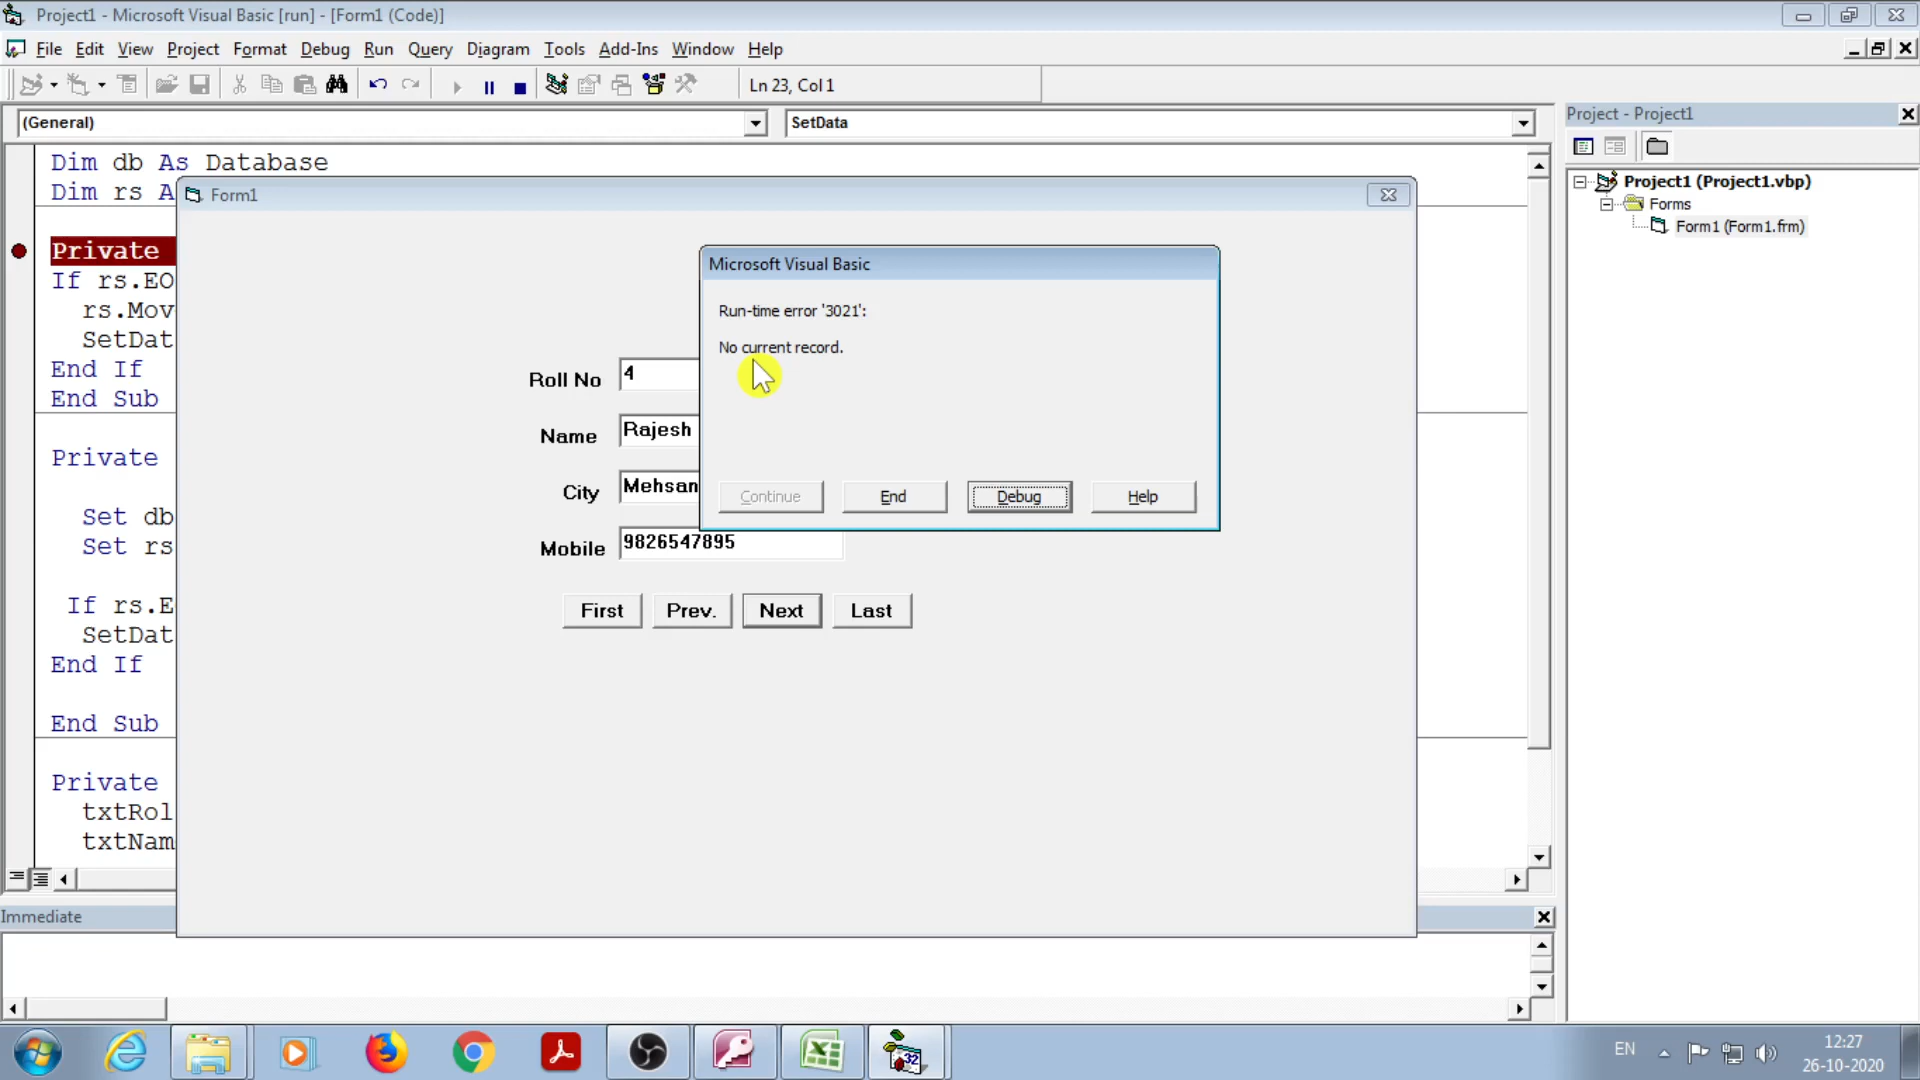 Project1 - Microsoft Visual Basic [run] - [Form1 (Code)]
File Edit View Project Format Debug Run Query Diagram Tools Add-Ins Window Help
Ln 23, Col 1
(General) SetData
Project - Project1
Dim db As Database
Dim rs A
Form1
Project1 (Project1.vbp)
Forms
Form1 (Form1.frm)
Private
If rs.EO
rs.Mov
SetDat
End If
End Sub
Microsoft Visual Basic
Run-time error '3021':
No current record.
Continue End Debug Help
Roll No 4
Name Rajesh
City Mehsan
Mobile 9826547895
First Prev. Next Last
Private
Set db
Set rs
If rs.E
SetDat
End If
End Sub
Private
txtRol
txtNam
Immediate
EN
12:27
26-10-2020
32